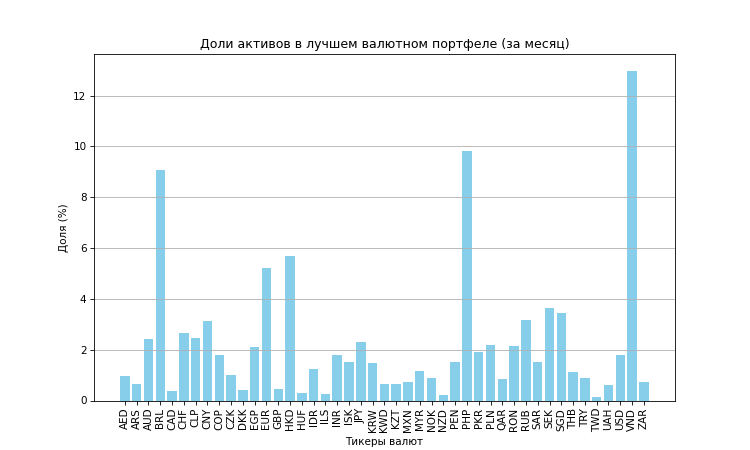 Доли активов в лучшем валютном портфеле (за месяц)
Доля (%)
12
10
8
6
4
2
0
AED ARS AUD BRL CAD CHF CLP CNY COP CZK DKK EGP EUR GBP HKD HUF IDR ILS INR ISK JPY KRW KWD KZT MXN MYR NOK NZD PEN PHP PKR PLN QAR RON RUB SAR SEK SGD THB TRY TWD UAH USD VND ZAR
Тикеры валют